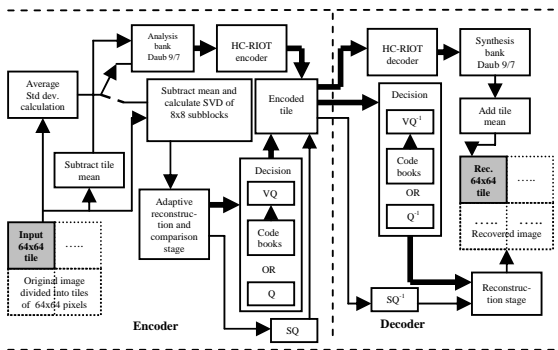 Analysis
bank
Daub 9/7
HC-RIOT
encoder
HC-RIOT
decoder
Synthesis
bank
Daub 9/7
Average
Std dev.
calculation
Subtract mean and
calculate SVD of
8x8 subblocks
Encoded
tile
Decision
VQ-1
Code
books
OR
Q-1
Add tile
mean
Subtract tile
mean
Decision
VQ
Code
books
OR
Q
Adaptive
reconstruc-
tion and
comparison
stage
Rec.
64x64
tile
.....
..... .....
Recovered image
Input
64x64
tile
.....
Original image
divided into tiles
of 64x64 pixels
Reconstruc-
tion stage
SQ-1
Encoder
SQ
Decoder